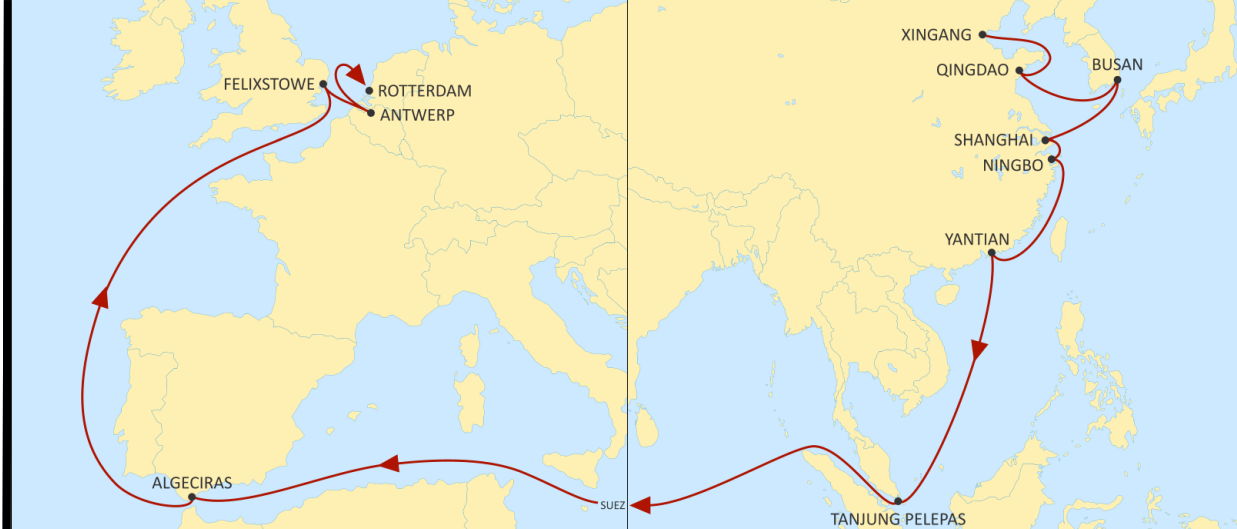 FELIXSTOWE
ROTTERDAM
ANTWERP
ALGECIRAS
SUEZ
XINGANG
QINGDAO
BUSAN
SHANGHAI
NINGBO
YANTIAN
TANJUNG PELEPAS